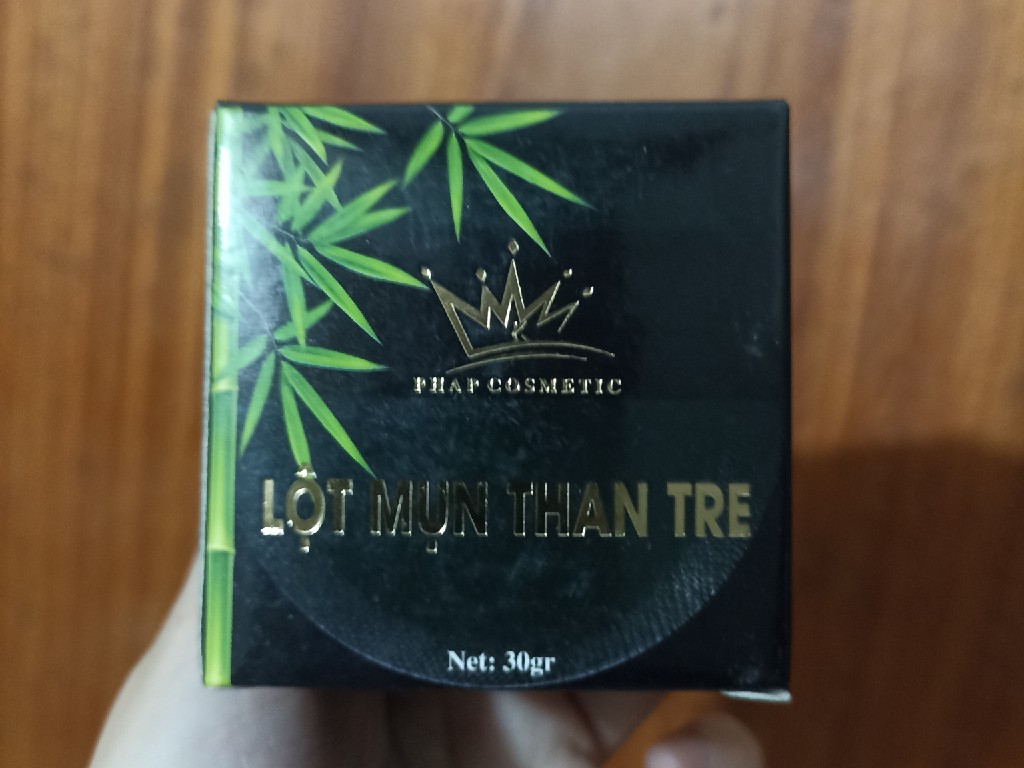 PHAP COSMETIC
LỘT MỤN THAN TRE
Net: 30gr